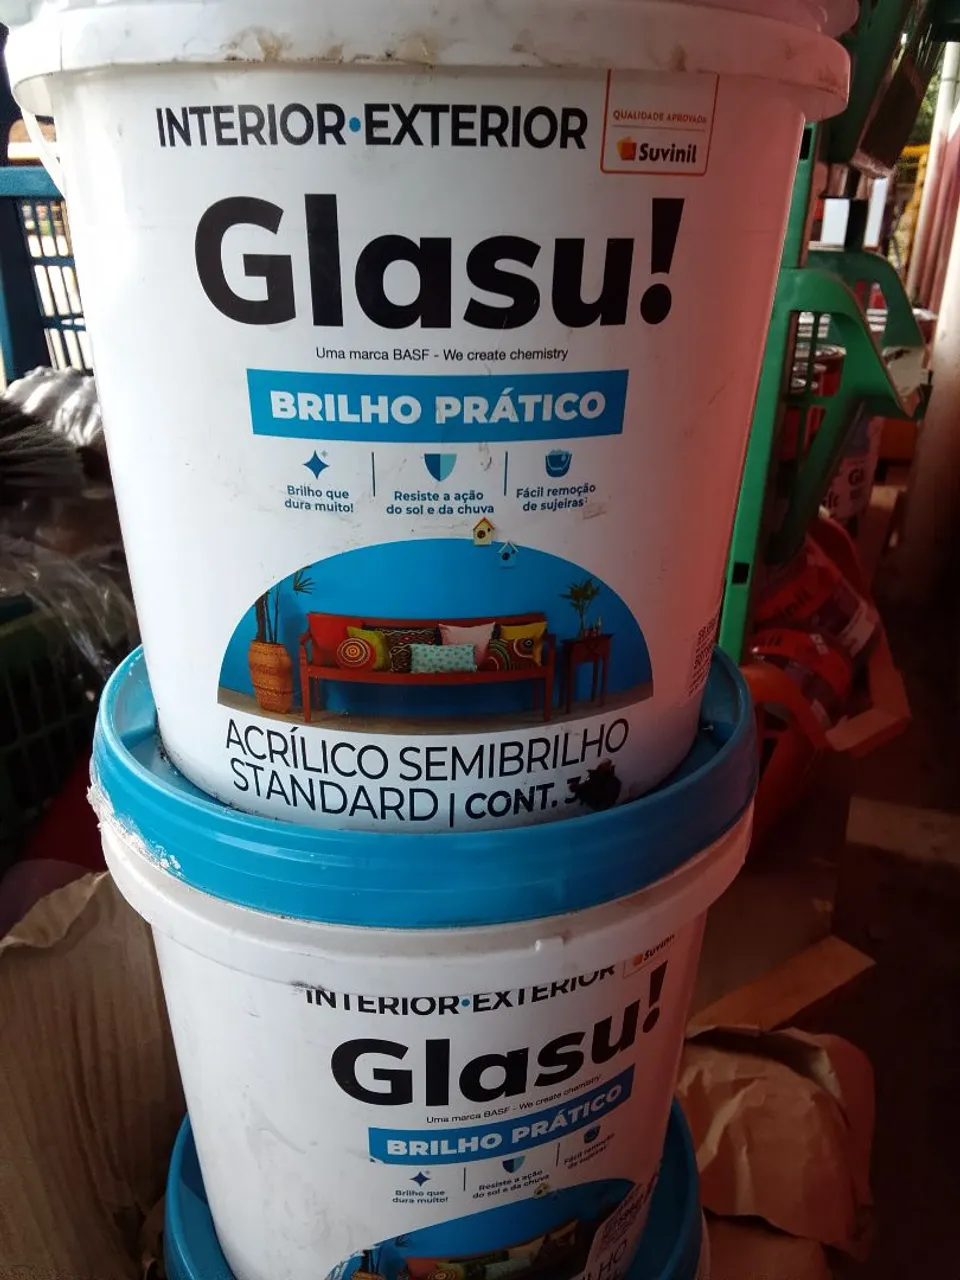 INTERIOR•EXTERIOR
QUALIDADE APROVADA
Suvinil
Glasu!
Uma marca BASF - We create chemistry
BRILHO PRÁTICO
Brilho que
dura muito!
Resiste a ação
do sol e da chuva
Fácil remoção
de sujeiras
ACRÍLICO SEMIBRILHO
STANDARD | CONT.
Suvinil
Suvinil
INTERIOR•EXTERIOR
Glasu!
Uma marca BASF - We create chemistry
BRILHO PRÁTICO
Brilho que
dura muito!
Resiste a ação
do sol e da chuva
Fácil remoção
de sujeiras